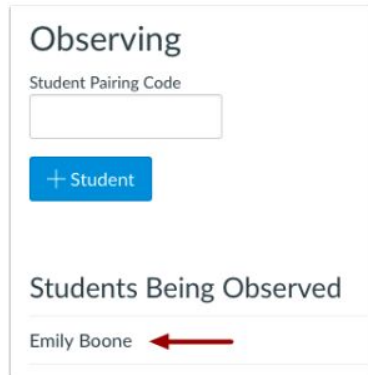 Observing
Student Pairing Code
+ Student
Students Being Observed
Emily Boone